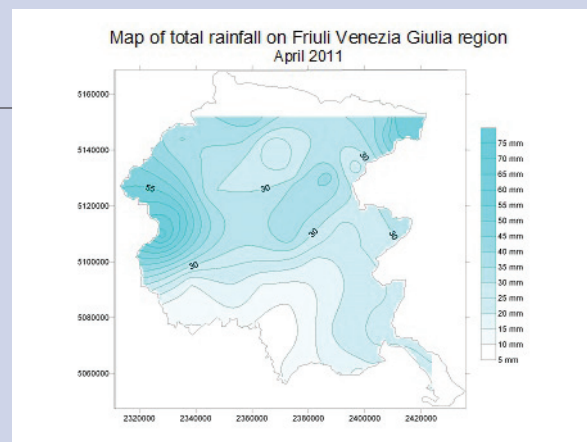 Map of total rainfall on Friuli Venezia Giulia region
April 2011
5160000
5140000
5120000
5100000
5080000
5060000
2320000 2340000 2360000 2380000 2400000 2420000
55
30
30
30
30
30
75 mm
70 mm
65 mm
60 mm
55 mm
50 mm
45 mm
40 mm
35 mm
30 mm
25 mm
20 mm
15 mm
10 mm
5 mm